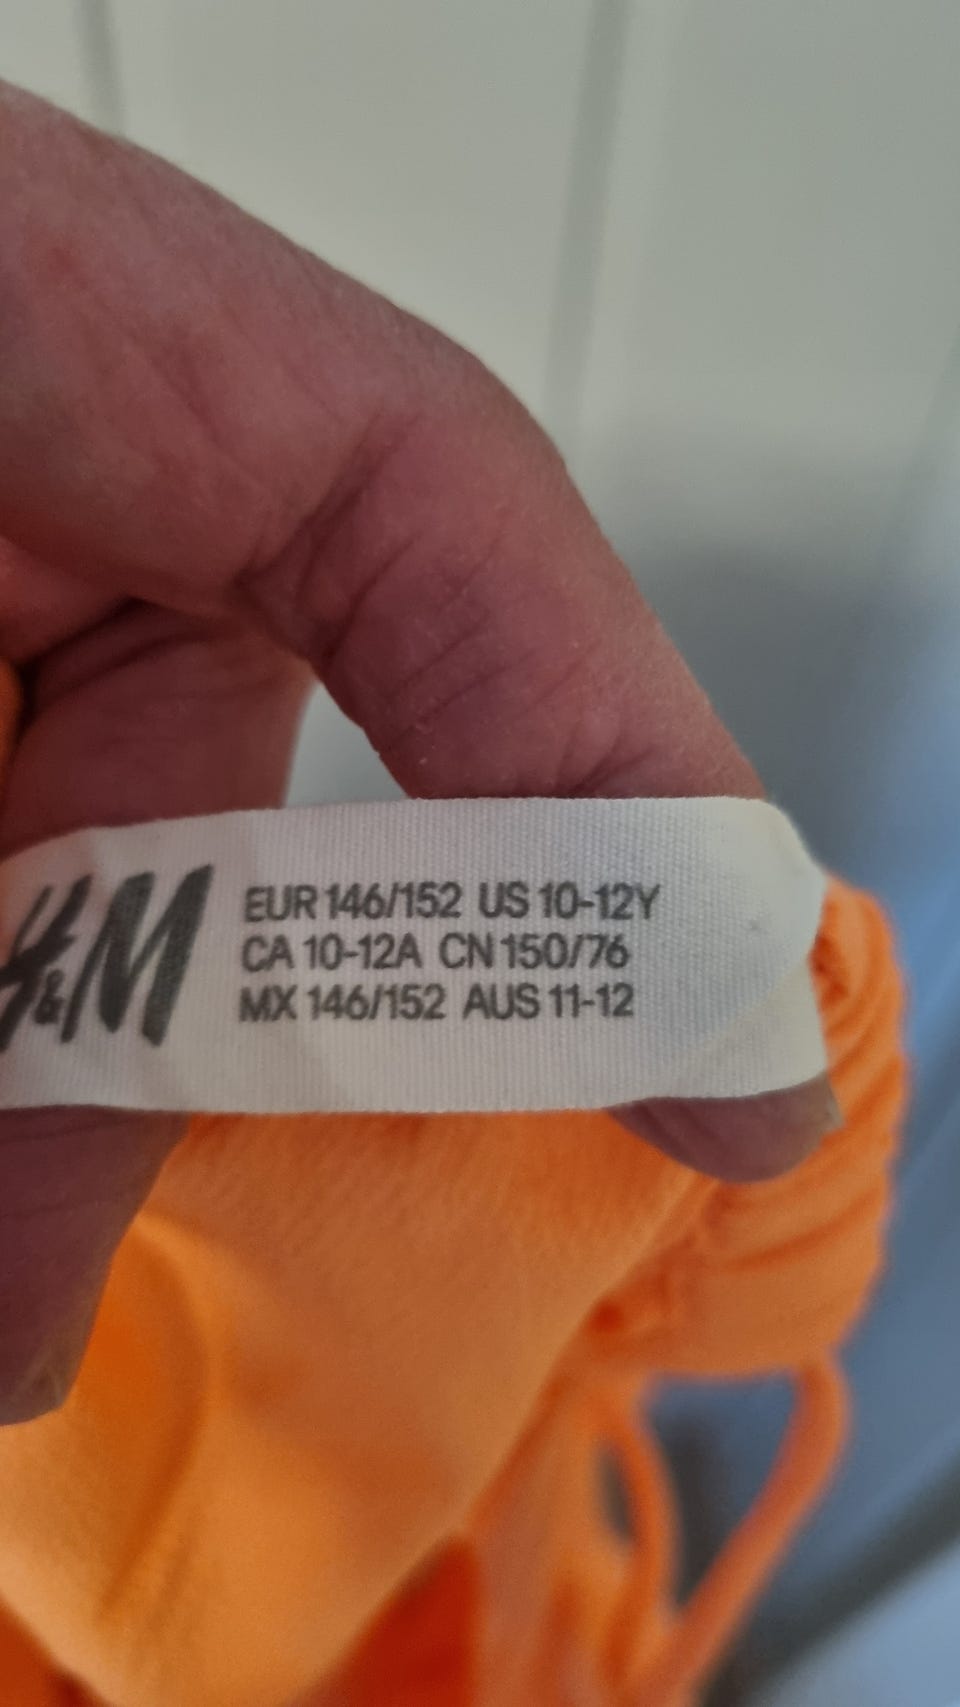 H&M
EUR 146/152 US 10-12Y
CA 10-12A CN 150/76
MX 146/152 AUS 11-12